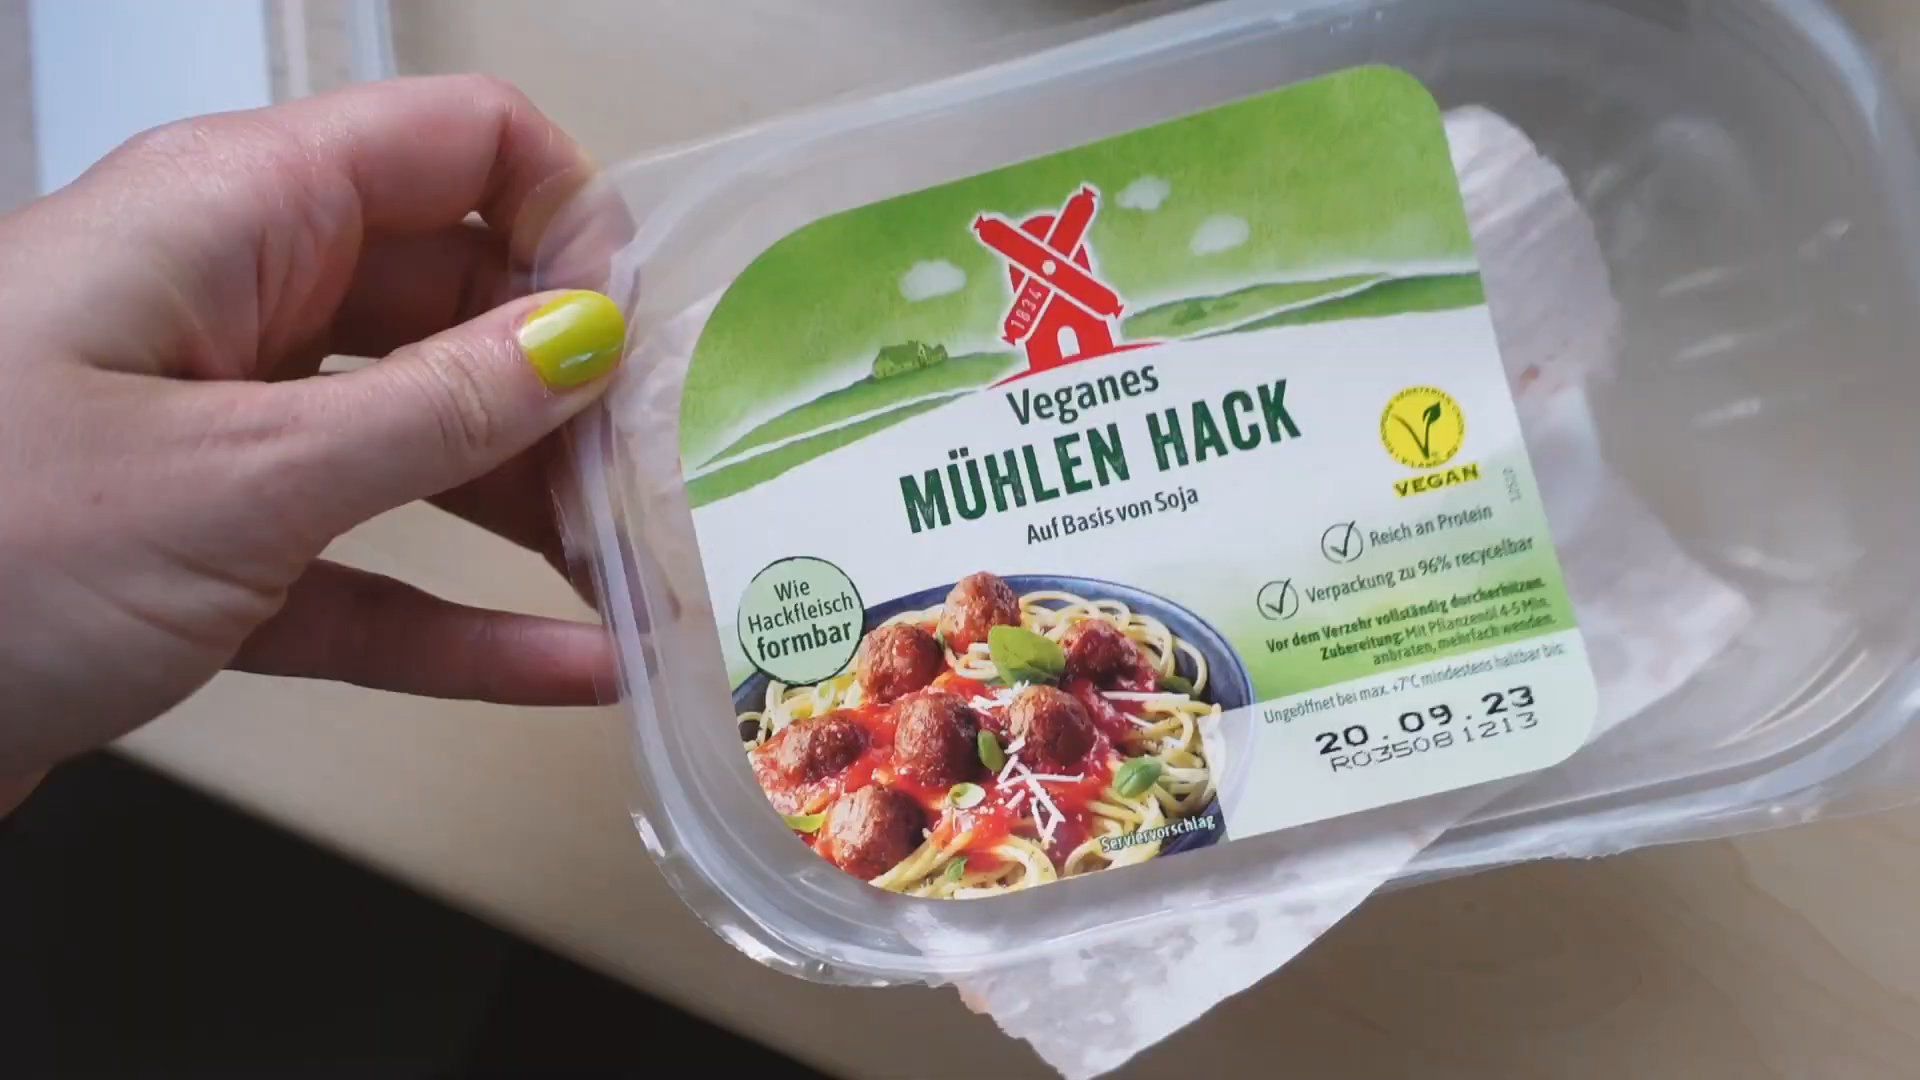 1834
Veganes
MÜHLEN HACK
Auf Basis von Soja
VEGAN
Wie
Hackfleisch
formbar
Reich an Protein
Verpackung zu 96% recycelbar
Vor dem Verzehr vollständig durcherhitzen.
Zubereitung: Mit Pflanzenöl 4-5 Min.
anbraten, mehrfach wenden.
Ungeöffnet bei max. +7°C mindestens haltbar bis:
20.09.23
R03508 1213
Serviervorschlag